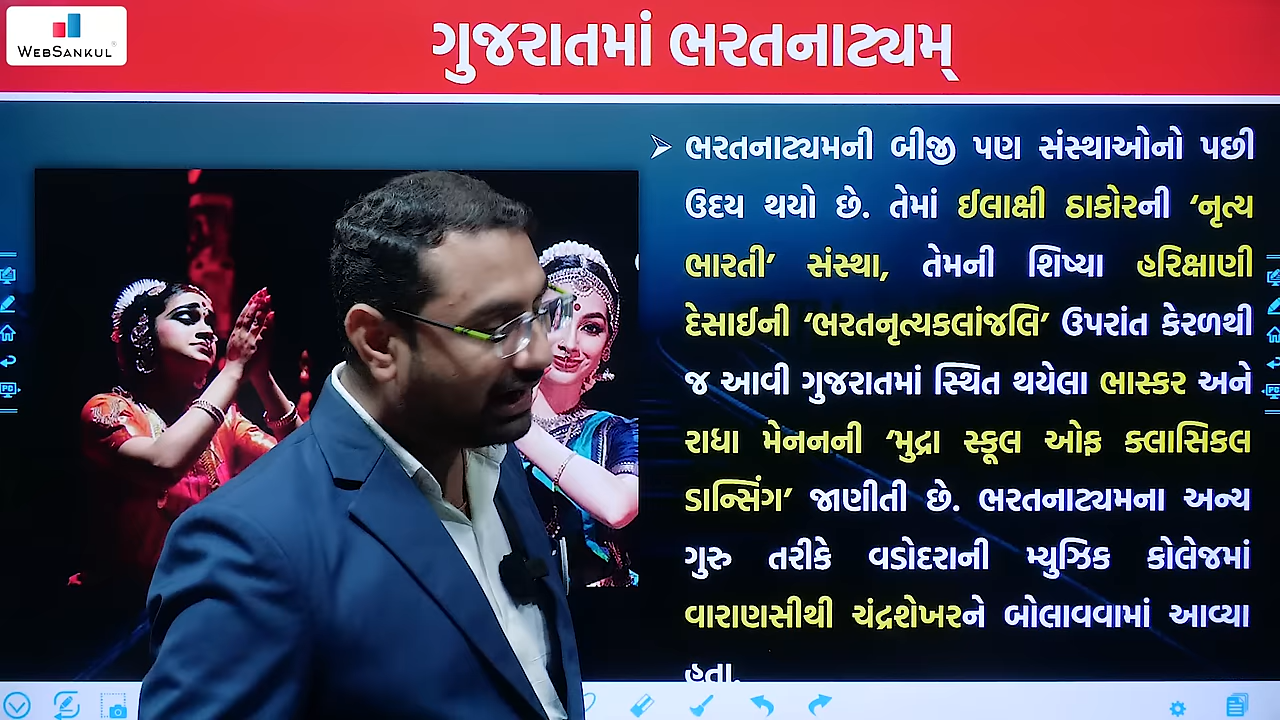 WEBSANKUL
ગુજરાતમાં ભરતનાટ્યમ્
➢ ભરતનાટ્યમની બીજી પણ સંસ્થાઓનો પછી
ઉદય થયો છે. તેમાં ઈલાક્ષી ઠાકોરની ‘નૃત્ય
ભારતી’ સંસ્થા, તેમની શિષ્યા હરિક્ષાણી
દેસાઈની ‘ભરતનૃત્યકલાંજલિ’ ઉપરાંત કેરળથી
જ આવી ગુજરાતમાં સ્થિત થયેલા ભાસ્કર અને
રાધા મેનનની ‘મુદ્રા સ્કૂલ ઓફ ક્લાસિકલ
ડાન્સિંગ’ જાણીતી છે. ભરતનાટ્યમના અન્ય
ગુરુ તરીકે વડોદરાની મ્યુઝિક કોલેજમાં
વારાણસીથી ચંદ્રશેખરને બોલાવવામાં આવ્યા
હતા.